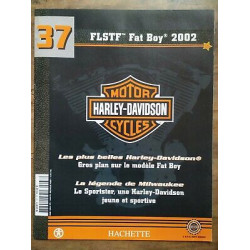 37
FLSTF™ Fat Boy® 2002
MOTOR
HARLEY-DAVIDSON
CYCLES
Les plus belles Harley-Davidson®
Gros plan sur le modèle Fat Boy
La légende de Milwaukee
Le Sportster, une Harley-Davidson
jeune et sportive
HACHETTE